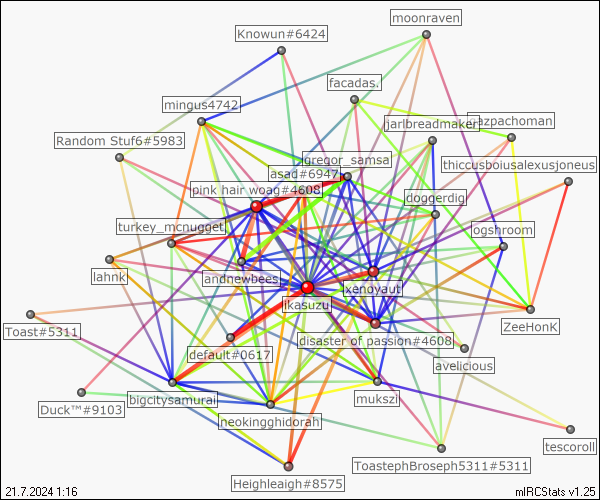 moonraven
Knowun#6424
facadas.
mingus4742
jarlbreadmaker
azpachoman
Random Stuf6#5983
gregor_samsa
thiccusboiusalexusjoneus
asad#6947
pink hair woag#4608
doggerdig
turkey_mcnugget
ogshroom
lahnk
andnewbees
xenoyaut
ikasuzu
Toast#5311
ZeeHonK
disaster of passion#4608
default#0617
avelicious
bigcitysamurai
mukszi
Duck™#9103
neokingghidorah
tescoroll
ToastephBroseph5311#5311
Heighleaigh#8575
21.7.2024 1:16
mIRCStats v1.25